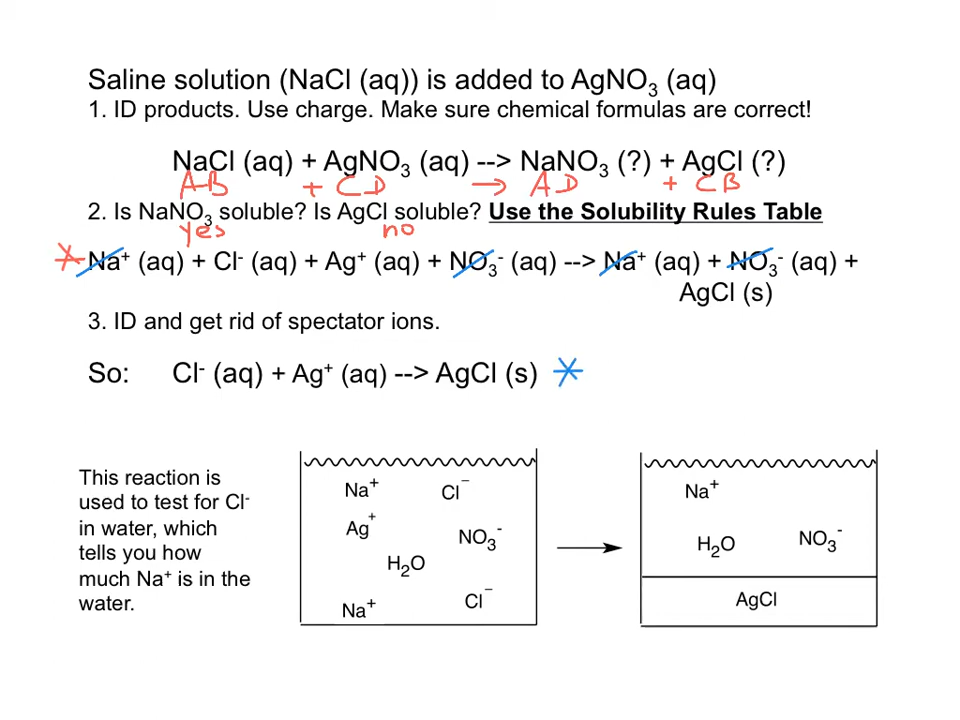 Saline solution (NaCl (aq)) is added to AgNO₃ (aq)
1. ID products. Use charge. Make sure chemical formulas are correct!
NaCl (aq) + AgNO₃ (aq) --> NaNO₃ (?) + AgCl (?)
AB + CD → AD + CB
2. Is NaNO₃ soluble? Is AgCl soluble? Use the Solubility Rules Table
yes no
Na⁺ (aq) + Cl⁻ (aq) + Ag⁺ (aq) + NO₃⁻ (aq) --> Na⁺ (aq) + NO₃⁻ (aq) +
AgCl (s)
3. ID and get rid of spectator ions.
So: Cl⁻ (aq) + Ag⁺ (aq) --> AgCl (s)
This reaction is
used to test for Cl⁻
in water, which
tells you how
much Na⁺ is in the
water.
Na⁺ Cl⁻
Ag⁺ NO₃⁻
H₂O
Na⁺ Cl⁻
Na⁺
H₂O NO₃⁻
AgCl